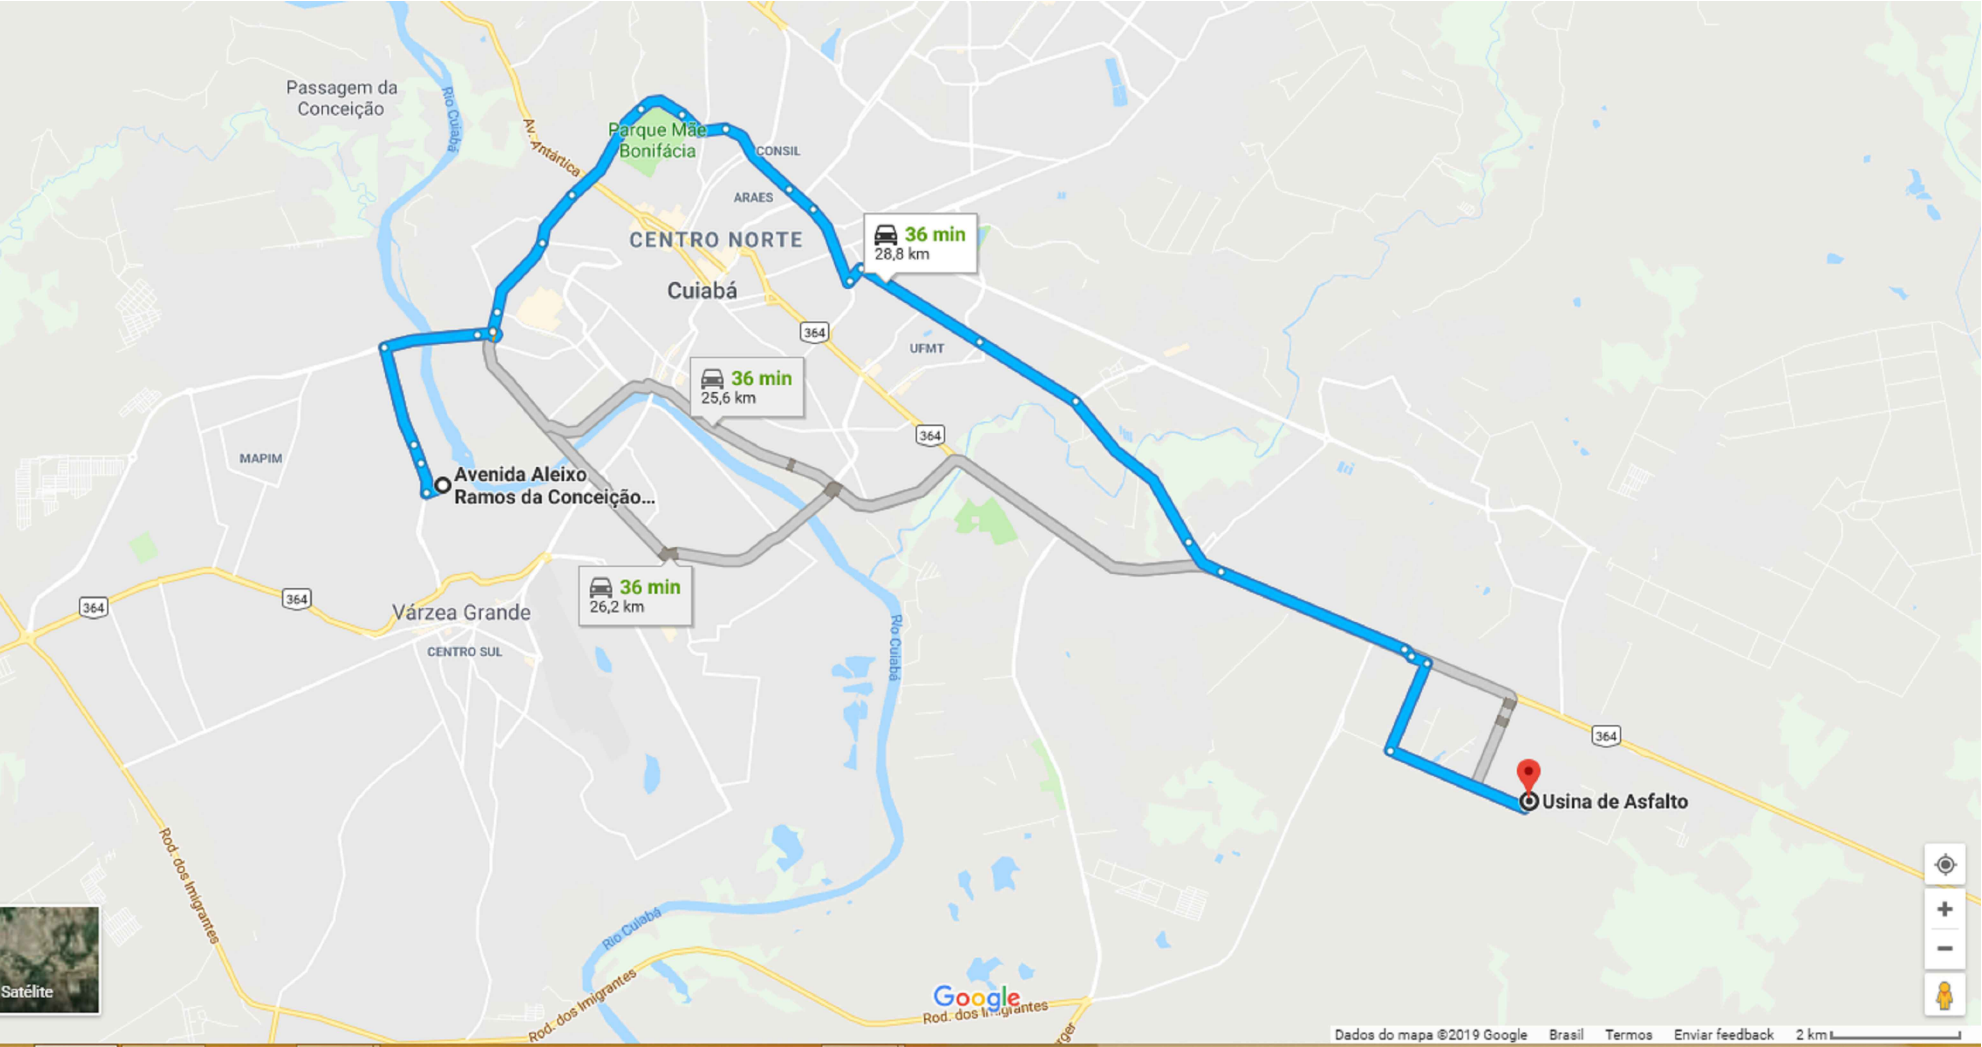 Passagem da
Conceição
Rio Cuiabá
Av. Antártica
Parque Mãe
Bonifácia
CONSIL
ARAES
CENTRO NORTE
36 min
28,8 km
Cuiabá
364
UFMT
36 min
25,6 km
364
MAPIM
Avenida Aleixo
Ramos da Conceição...
36 min
26,2 km
364
364
Várzea Grande
CENTRO SUL
Rio Cuiabá
364
Usina de Asfalto
Rod. dos Imigrantes
Rio Cuiabá
Rod. dos Imigrantes
Satélite
Google
Rod. dos Imigrantes
rger
Dados do mapa ©2019 Google Brasil Termos Enviar feedback 2 km